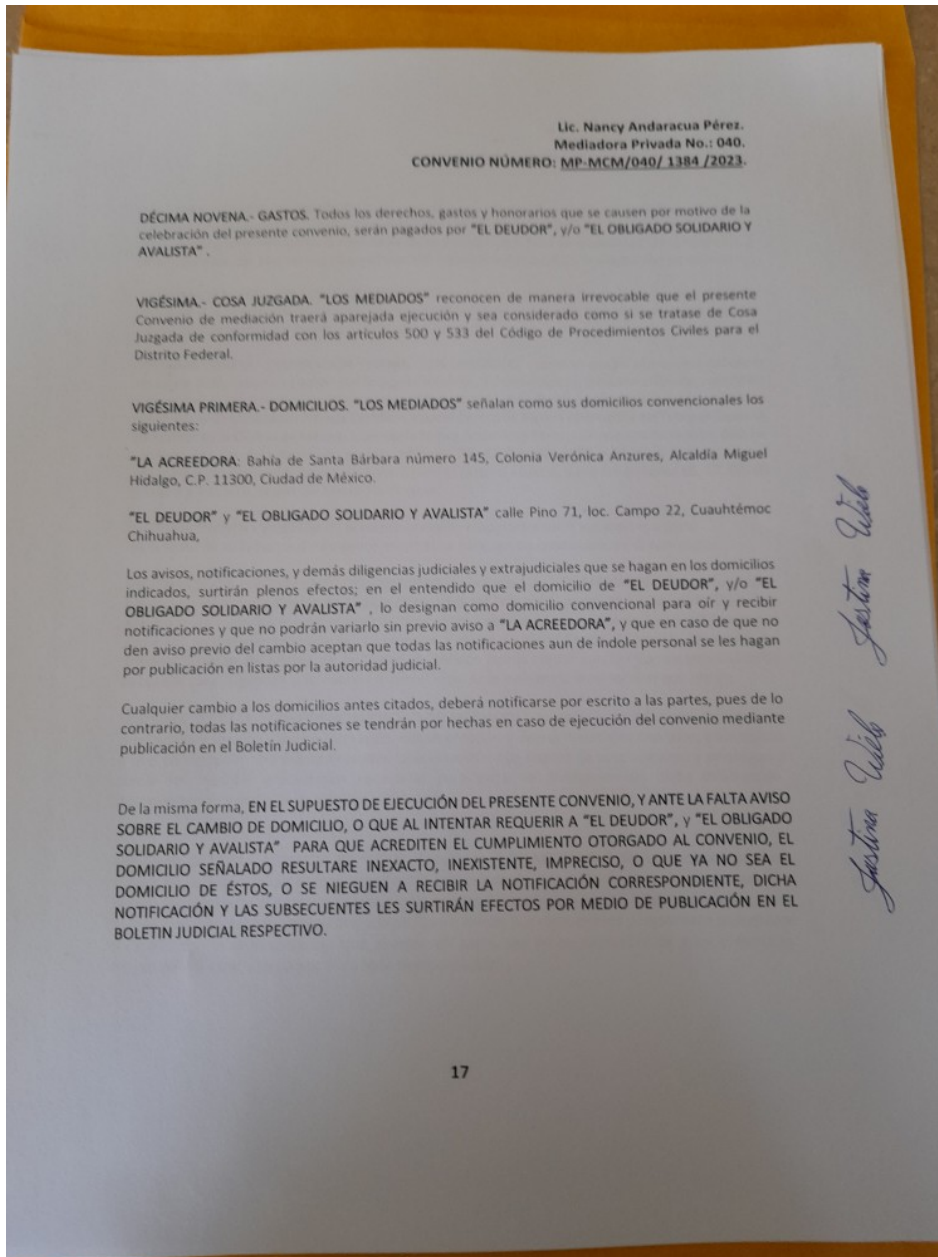 Lic. Nancy Andaracua Pérez.
Mediadora Privada No.: 040.
CONVENIO NÚMERO: MP-MCM/040/ 1384 /2023.
DÉCIMA NOVENA.- GASTOS. Todos los derechos, gastos y honorarios que se causen por motivo de la
celebración del presente convenio, serán pagados por "EL DEUDOR", y/o "EL OBLIGADO SOLIDARIO Y
AVALISTA" .
VIGÉSIMA.- COSA JUZGADA. "LOS MEDIADOS" reconocen de manera irrevocable que el presente
Convenio de mediación traerá aparejada ejecución y sea considerado como si se tratase de Cosa
Juzgada de conformidad con los artículos 500 y 533 del Código de Procedimientos Civiles para el
Distrito Federal.
VIGÉSIMA PRIMERA.- DOMICILIOS. "LOS MEDIADOS" señalan como sus domicilios convencionales los
siguientes:
"LA ACREEDORA: Bahía de Santa Bárbara número 145, Colonia Verónica Anzures, Alcaldía Miguel
Hidalgo, C.P. 11300, Ciudad de México.
"EL DEUDOR" y "EL OBLIGADO SOLIDARIO Y AVALISTA" calle Pino 71, loc. Campo 22, Cuauhtémoc
Chihuahua,
Los avisos, notificaciones, y demás diligencias judiciales y extrajudiciales que se hagan en los domicilios
indicados, surtirán plenos efectos; en el entendido que el domicilio de "EL DEUDOR", y/o "EL
OBLIGADO SOLIDARIO Y AVALISTA" , lo designan como domicilio convencional para oír y recibir
notificaciones y que no podrán variarlo sin previo aviso a "LA ACREEDORA", y que en caso de que no
den aviso previo del cambio aceptan que todas las notificaciones aun de índole personal se les hagan
por publicación en listas por la autoridad judicial.
Cualquier cambio a los domicilios antes citados, deberá notificarse por escrito a las partes, pues de lo
contrario, todas las notificaciones se tendrán por hechas en caso de ejecución del convenio mediante
publicación en el Boletín Judicial.
De la misma forma, EN EL SUPUESTO DE EJECUCIÓN DEL PRESENTE CONVENIO, Y ANTE LA FALTA AVISO
SOBRE EL CAMBIO DE DOMICILIO, O QUE AL INTENTAR REQUERIR A "EL DEUDOR", y "EL OBLIGADO
SOLIDARIO Y AVALISTA" PARA QUE ACREDITEN EL CUMPLIMIENTO OTORGADO AL CONVENIO, EL
DOMICILIO SEÑALADO RESULTARE INEXACTO, INEXISTENTE, IMPRECISO, O QUE YA NO SEA EL
DOMICILIO DE ÉSTOS, O SE NIEGUEN A RECIBIR LA NOTIFICACIÓN CORRESPONDIENTE, DICHA
NOTIFICACIÓN Y LAS SUBSECUENTES LES SURTIRÁN EFECTOS POR MEDIO DE PUBLICACIÓN EN EL
BOLETIN JUDICIAL RESPECTIVO.
17
Justina
Justina